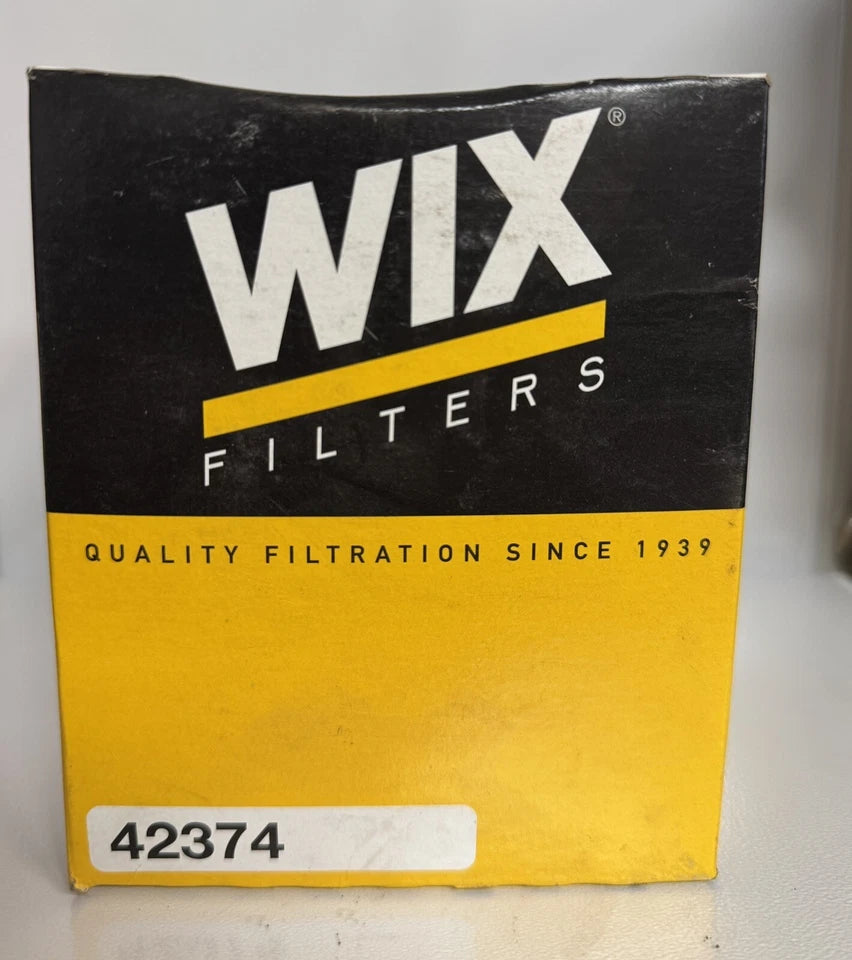 WIX®
FILTERS
QUALITY FILTRATION SINCE 1939
42374